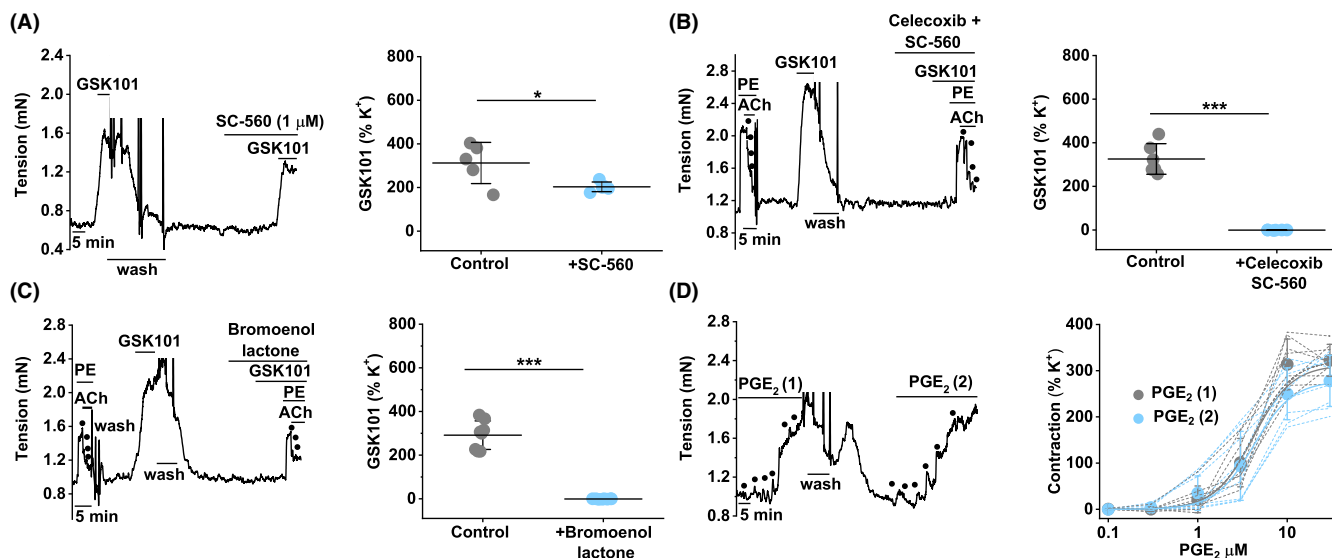 (A)
2.4
2.0
1.6
1.2
0.8
0.4
Tension (mN)
GSK101
SC-560 (1 μM)
GSK101
5 min
wash
800
600
400
200
0
GSK101 (% K⁺)
*
Control
+SC-560
(B)
2.8
2.4
2.0
1.6
1.2
0.8
Tension (mN)
Celecoxib +
SC-560
GSK101
GSK101
PE
PE
ACh
ACh
wash
5 min
800
600
400
200
0
GSK101 (% K⁺)
***
Control
+Celecoxib
SC-560
(C)
2.8
2.4
2.0
1.6
1.2
0.8
Tension (mN)
Bromoenol
lactone
GSK101
GSK101
PE
PE
ACh
ACh
wash
wash
5 min
800
600
400
200
0
GSK101 (% K⁺)
***
Control
+Bromoenol
lactone
(D)
2.8
2.4
2.0
1.6
1.2
0.8
Tension (mN)
PGE₂ (1)
PGE₂ (2)
wash
5 min
400
300
200
100
0
Contraction (% K⁺)
PGE₂ (1)
PGE₂ (2)
0.1
1
10
PGE₂ μM